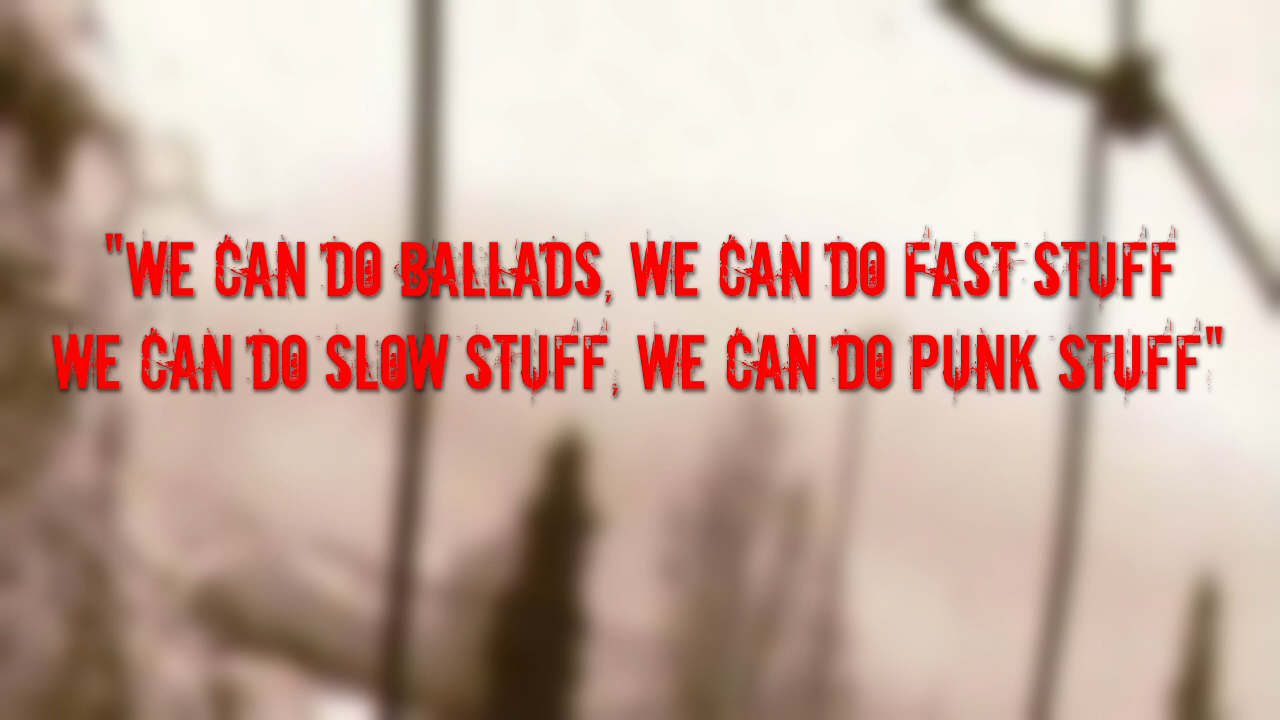 "WE CAN DO BALLADS, WE CAN DO FAST STUFF
WE CAN DO SLOW STUFF, WE CAN DO PUNK STUFF"